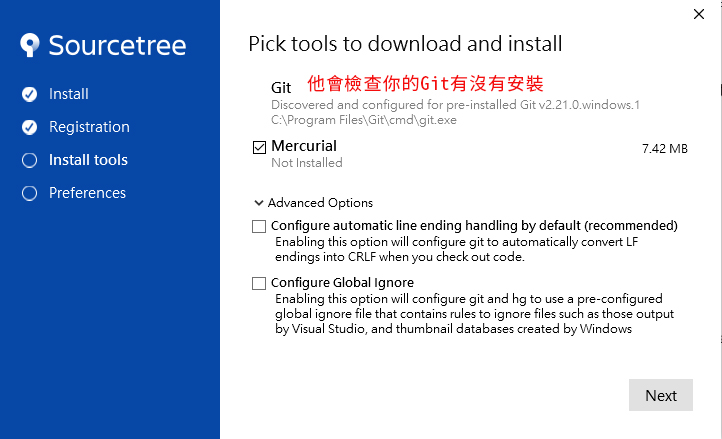 Sourcetree
Install
Registration
Install tools
Preferences
Pick tools to download and install
Git 他會檢查你的Git有沒有安裝
Discovered and configured for pre-installed Git v2.21.0.windows.1
C:\Program Files\Git\cmd\git.exe
Mercurial 7.42 MB
Not Installed
Advanced Options
Configure automatic line ending handling by default (recommended)
Enabling this option will configure git to automatically convert LF
endings into CRLF when you check out code.
Configure Global Ignore
Enabling this option will configure git and hg to use a pre-configured
global ignore file that contains rules to ignore files such as those output
by Visual Studio, and thumbnail databases created by Windows
Next